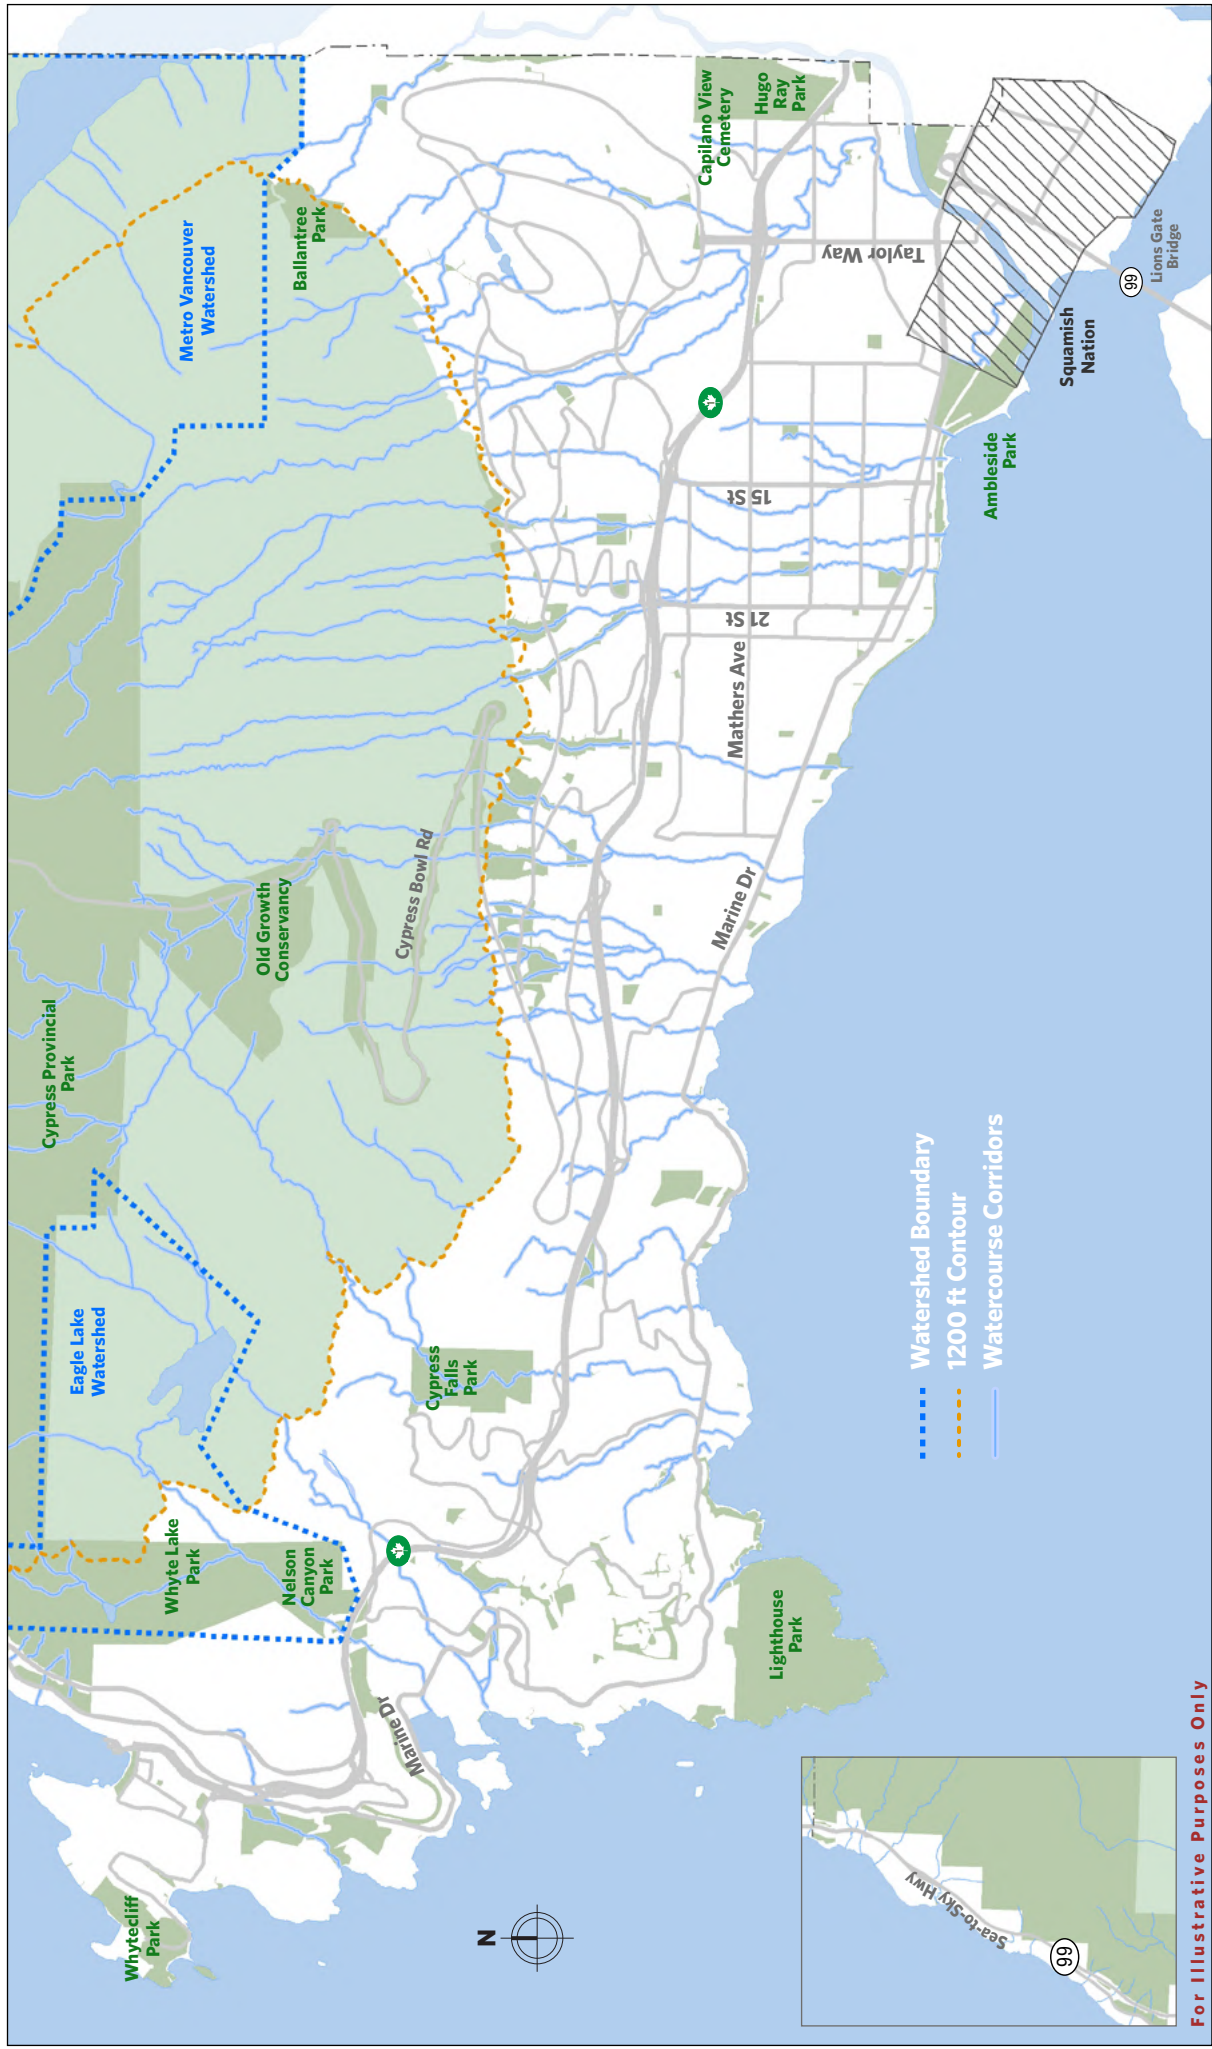 Cypress Provincial
Park
Eagle Lake
Watershed
Metro Vancouver
Watershed
Ballantree
Park
Whyte Lake
Park
Nelson
Canyon
Park
Old Growth
Conservancy
Cypress Bowl Rd
Whytecliff
Park
Marine Dr
Cypress
Falls
Park
Capilano View
Cemetery
Hugo
Ray
Park
Taylor Way
15 St
21 St
Mathers Ave
Marine Dr
Lighthouse
Park
Ambleside
Park
Squamish
Nation
Lions Gate
Bridge
99
1
1
N
Watershed Boundary
1200 ft Contour
Watercourse Corridors
Sea-to-Sky Hwy
99
For Illustrative Purposes Only